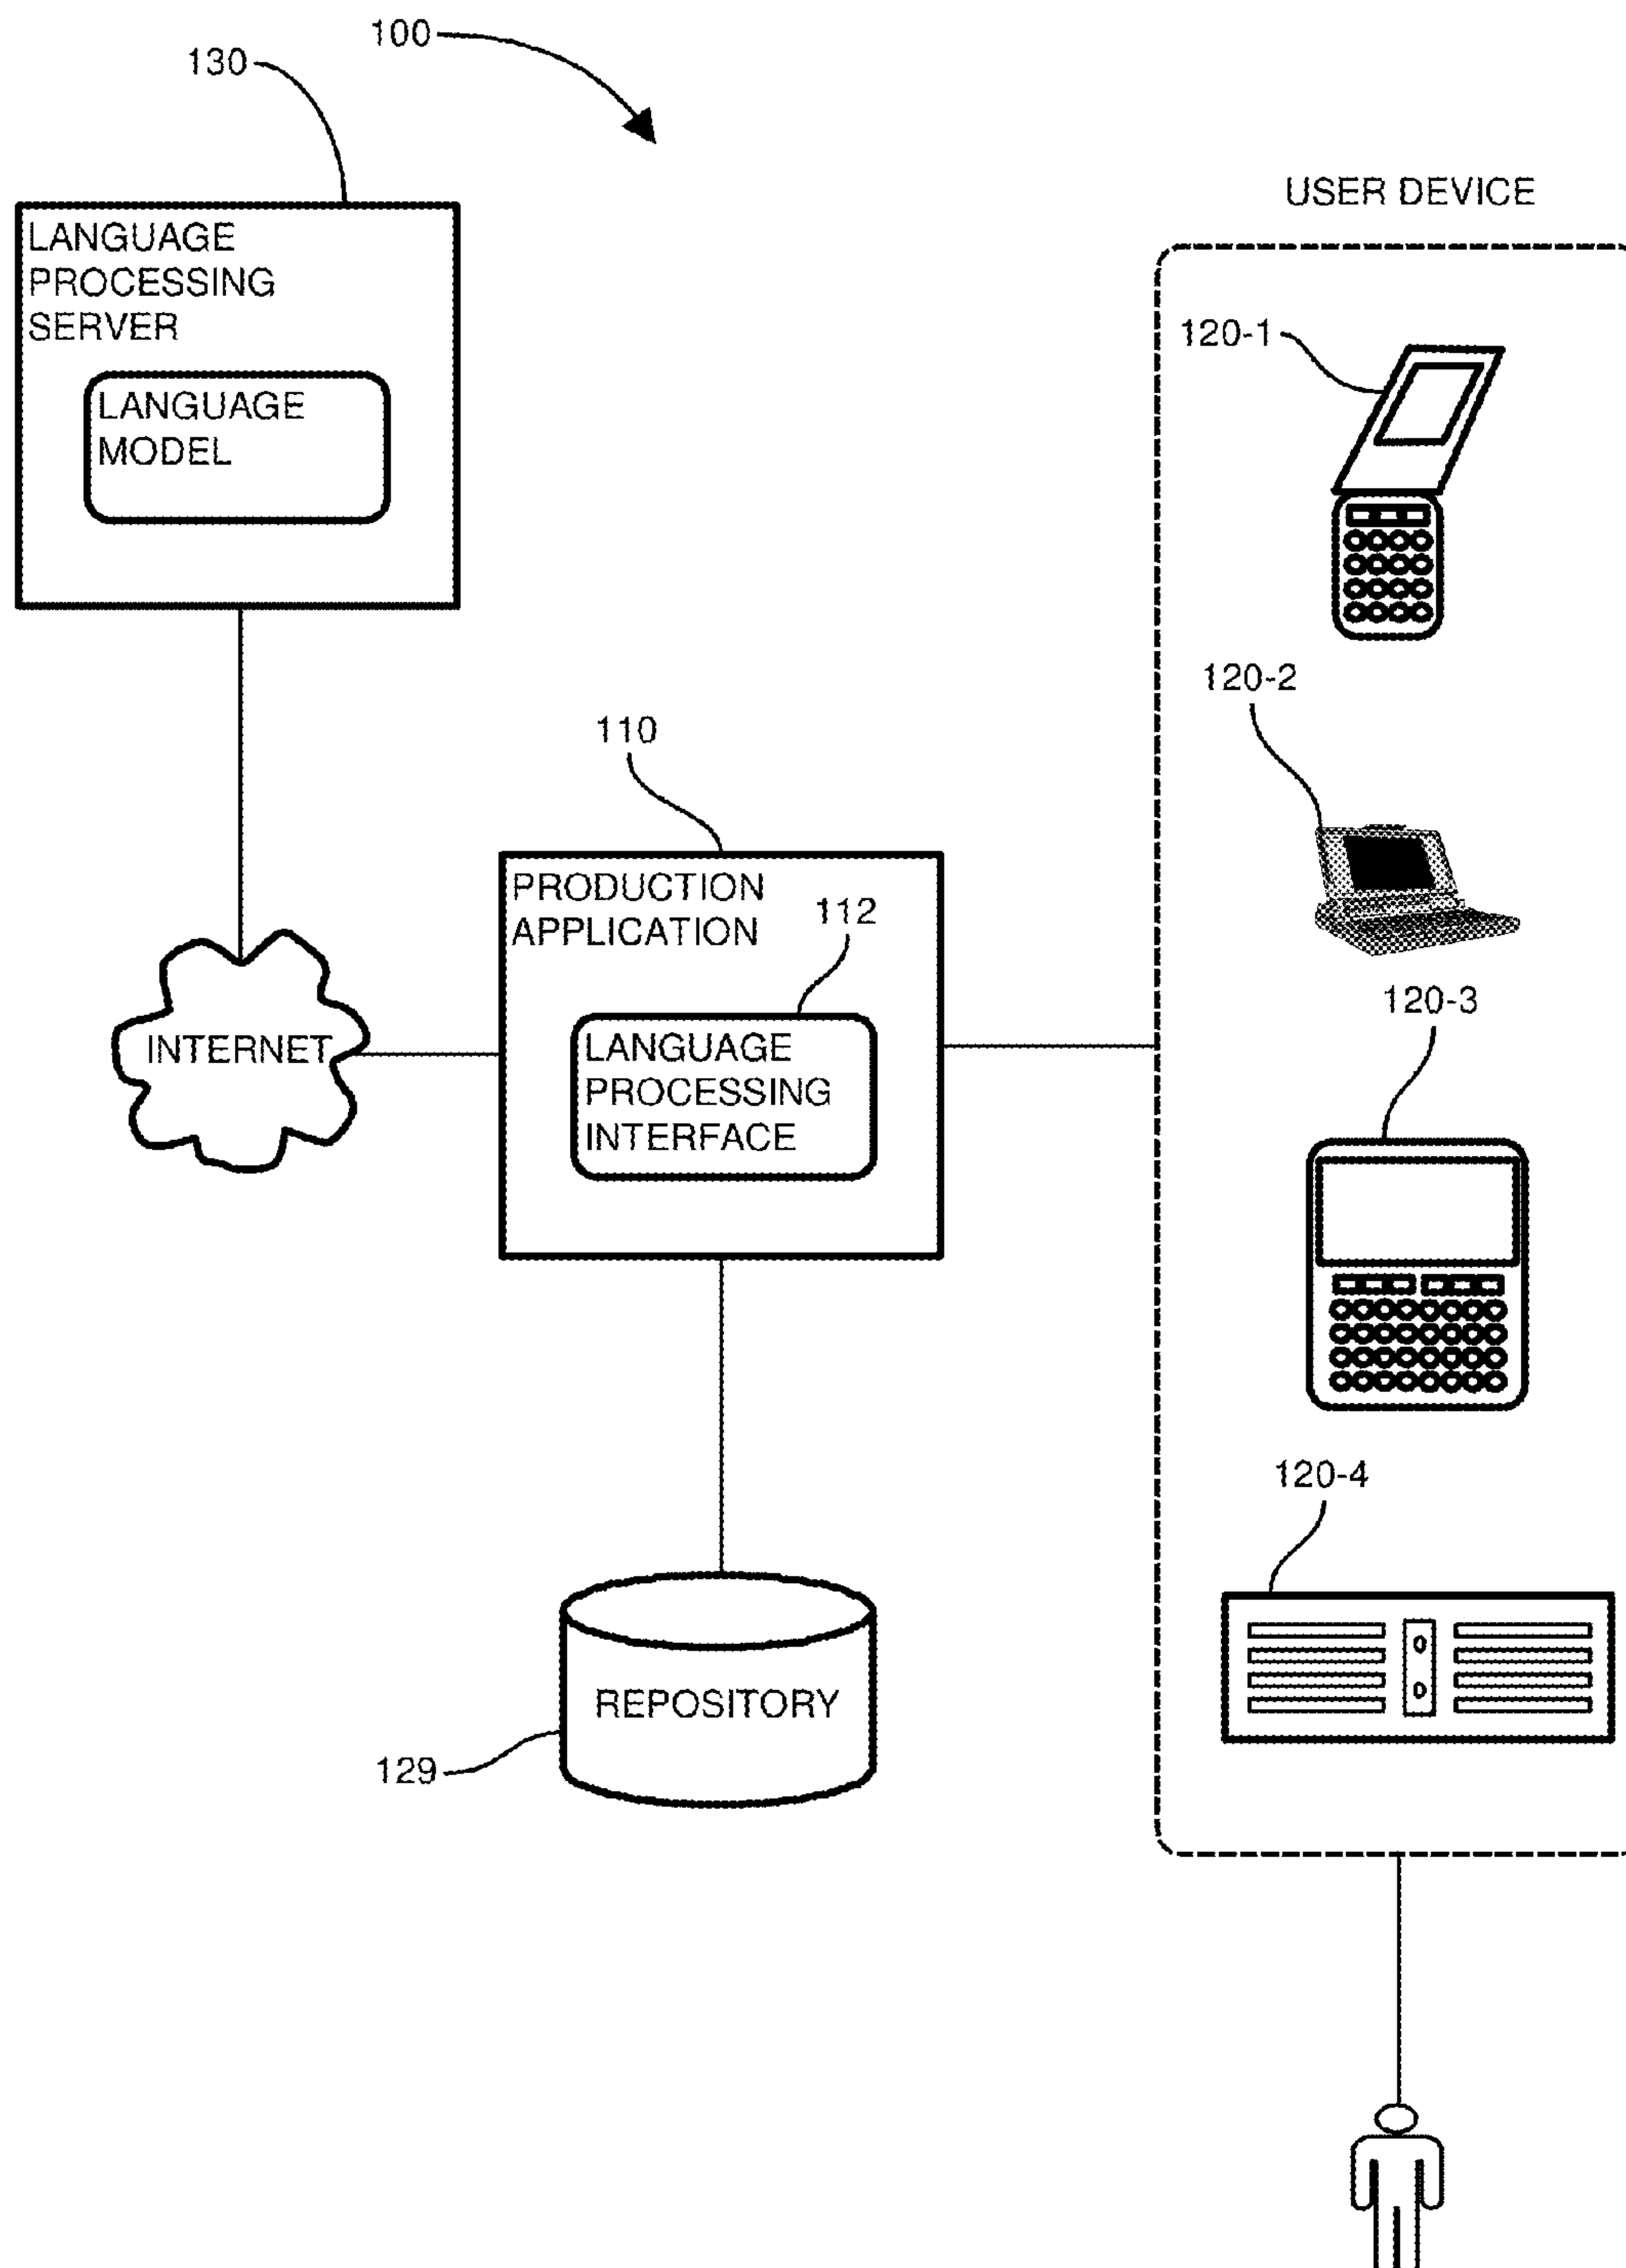 100
130
USER DEVICE
LANGUAGE
PROCESSING
SERVER
LANGUAGE
MODEL
120-1
120-2
110
PRODUCTION
APPLICATION
112
LANGUAGE
PROCESSING
INTERFACE
INTERNET
120-3
120-4
REPOSITORY
129